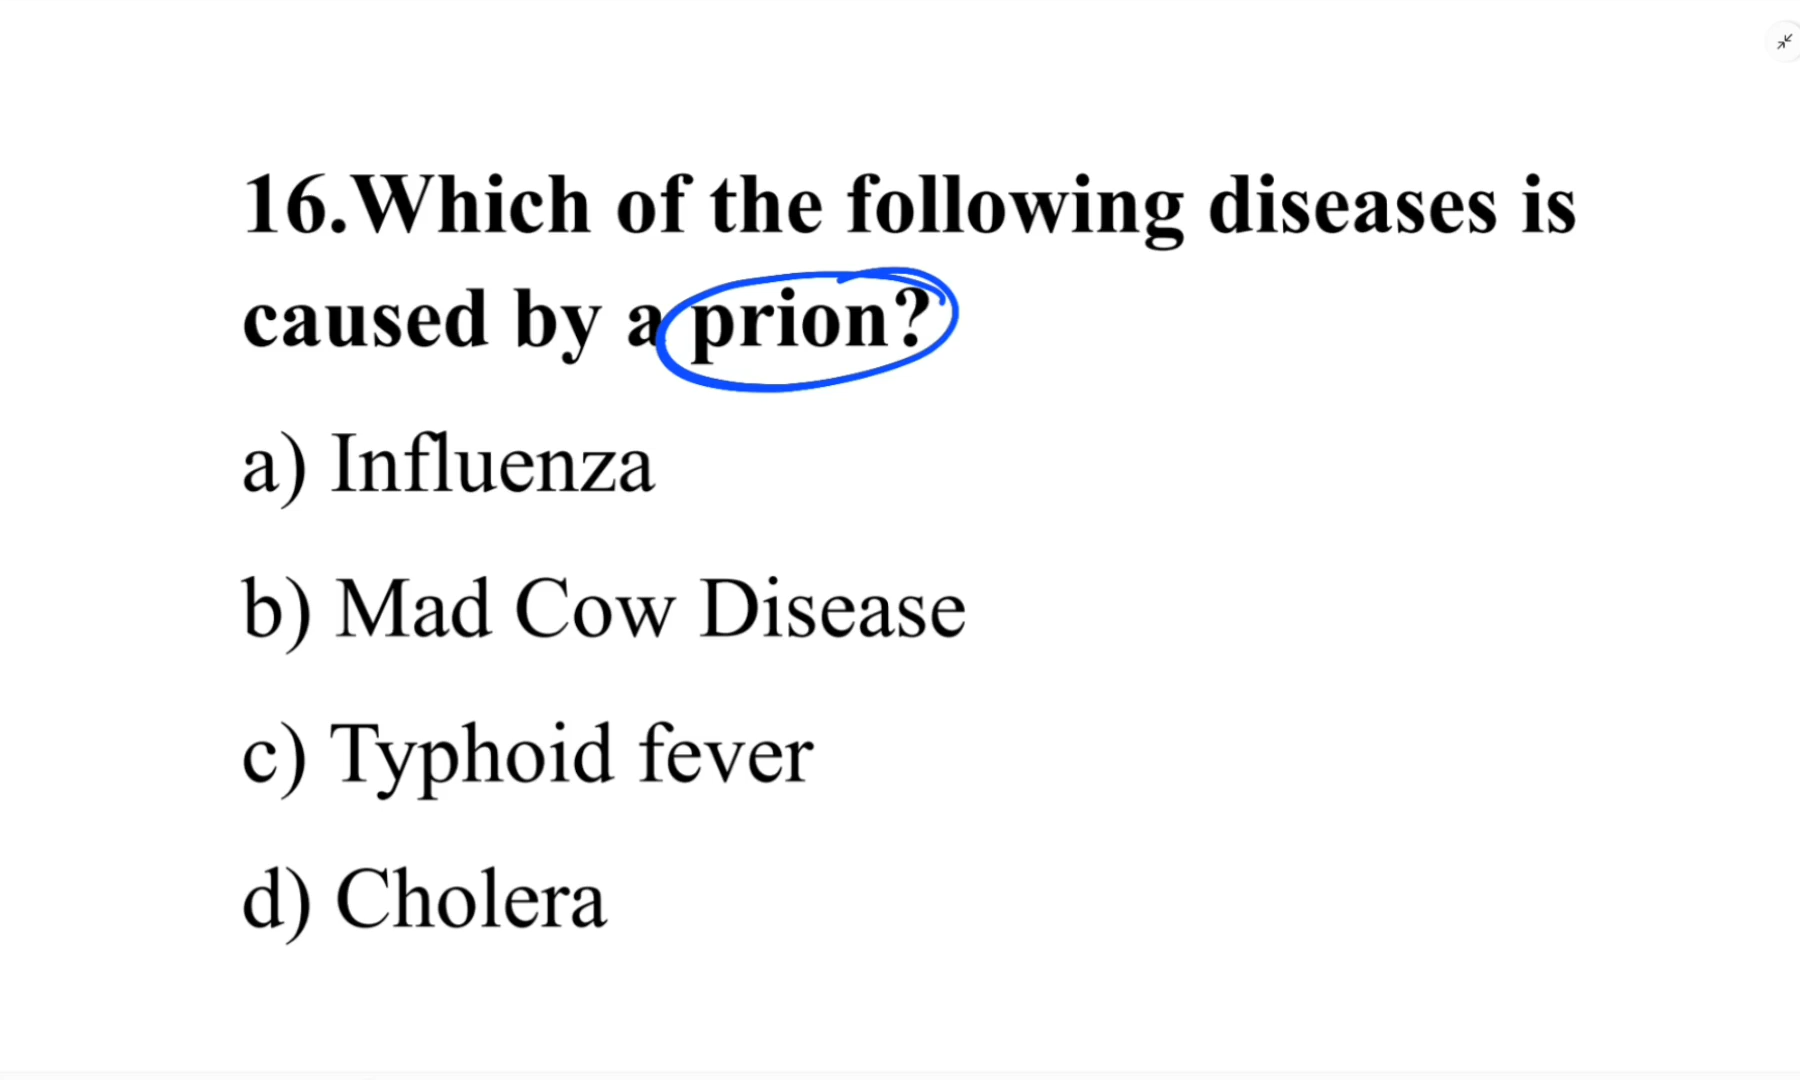 16.Which of the following diseases is
caused by a prion?
a) Influenza
b) Mad Cow Disease
c) Typhoid fever
d) Cholera